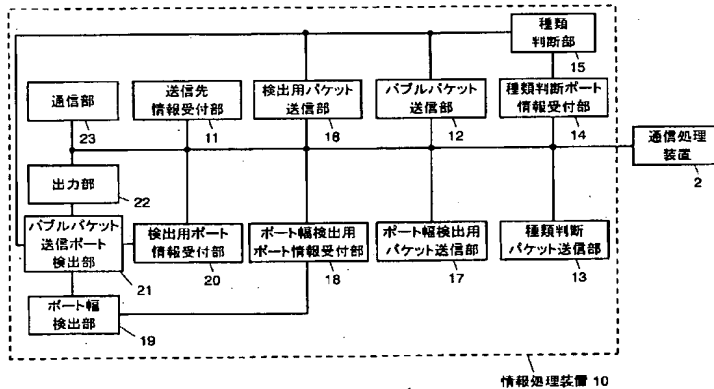 種類
判断部
15
通信部
23
送信先
情報受付部
11
検出用パケット
送信部
16
バブルパケット
送信部
12
種類判断ポート
情報受付部
14
通信処理
装置
2
出力部
22
バブルパケット
送信ポート
検出部
21
検出用ポート
情報受付部
20
ポート幅検出用
ポート情報受付部
18
ポート幅検出用
パケット送信部
17
種類判断
パケット送信部
13
ポート幅
検出部
19
情報処理装置 10